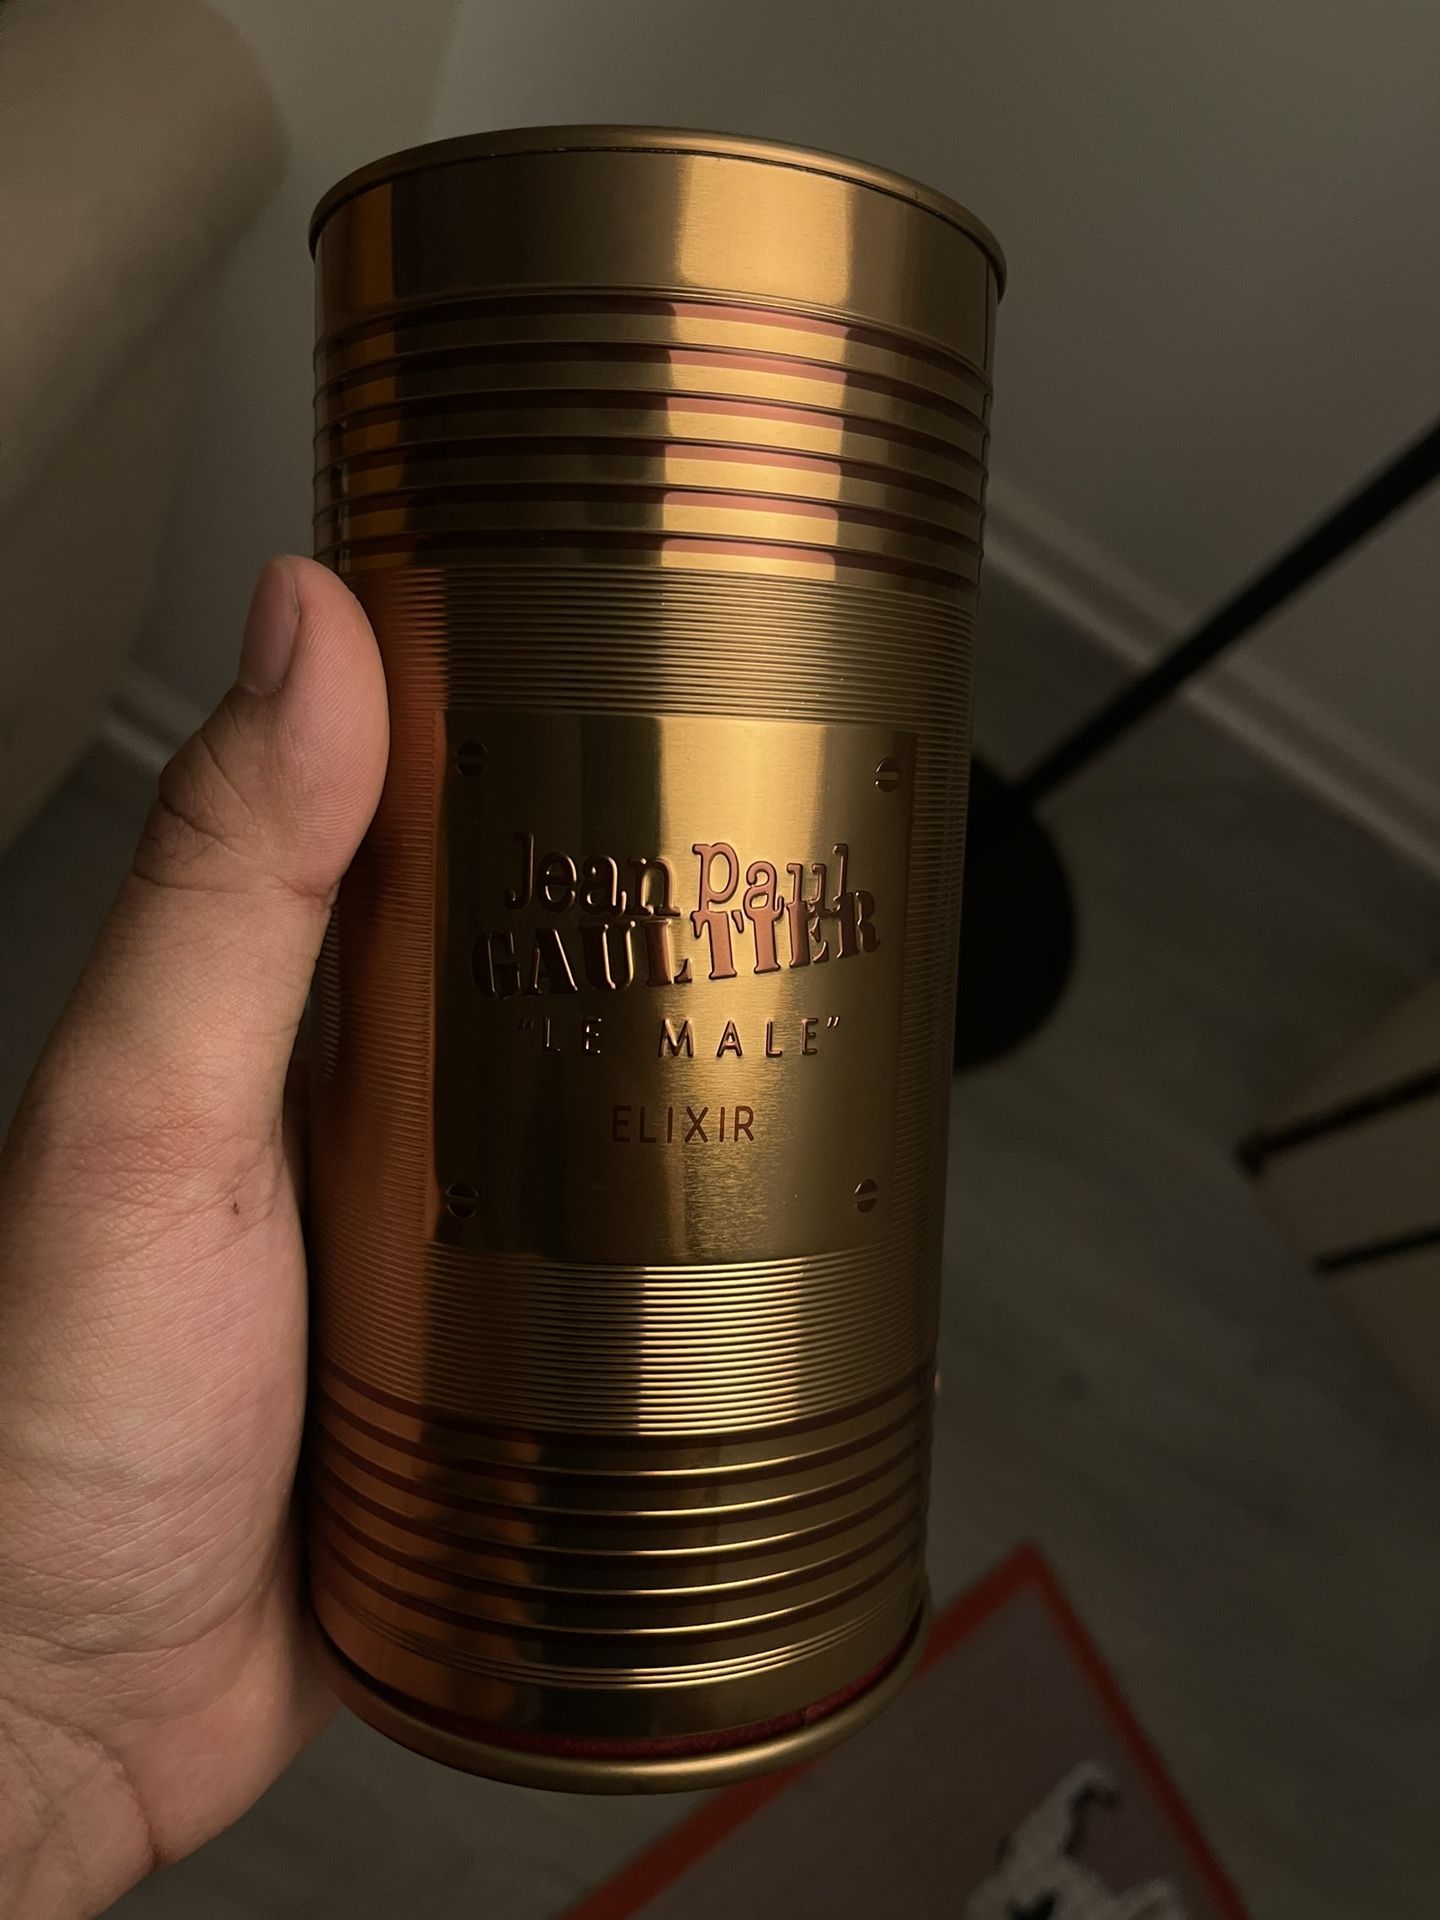 Jean Paul
GAULTIER
"LE MALE"
ELIXIR